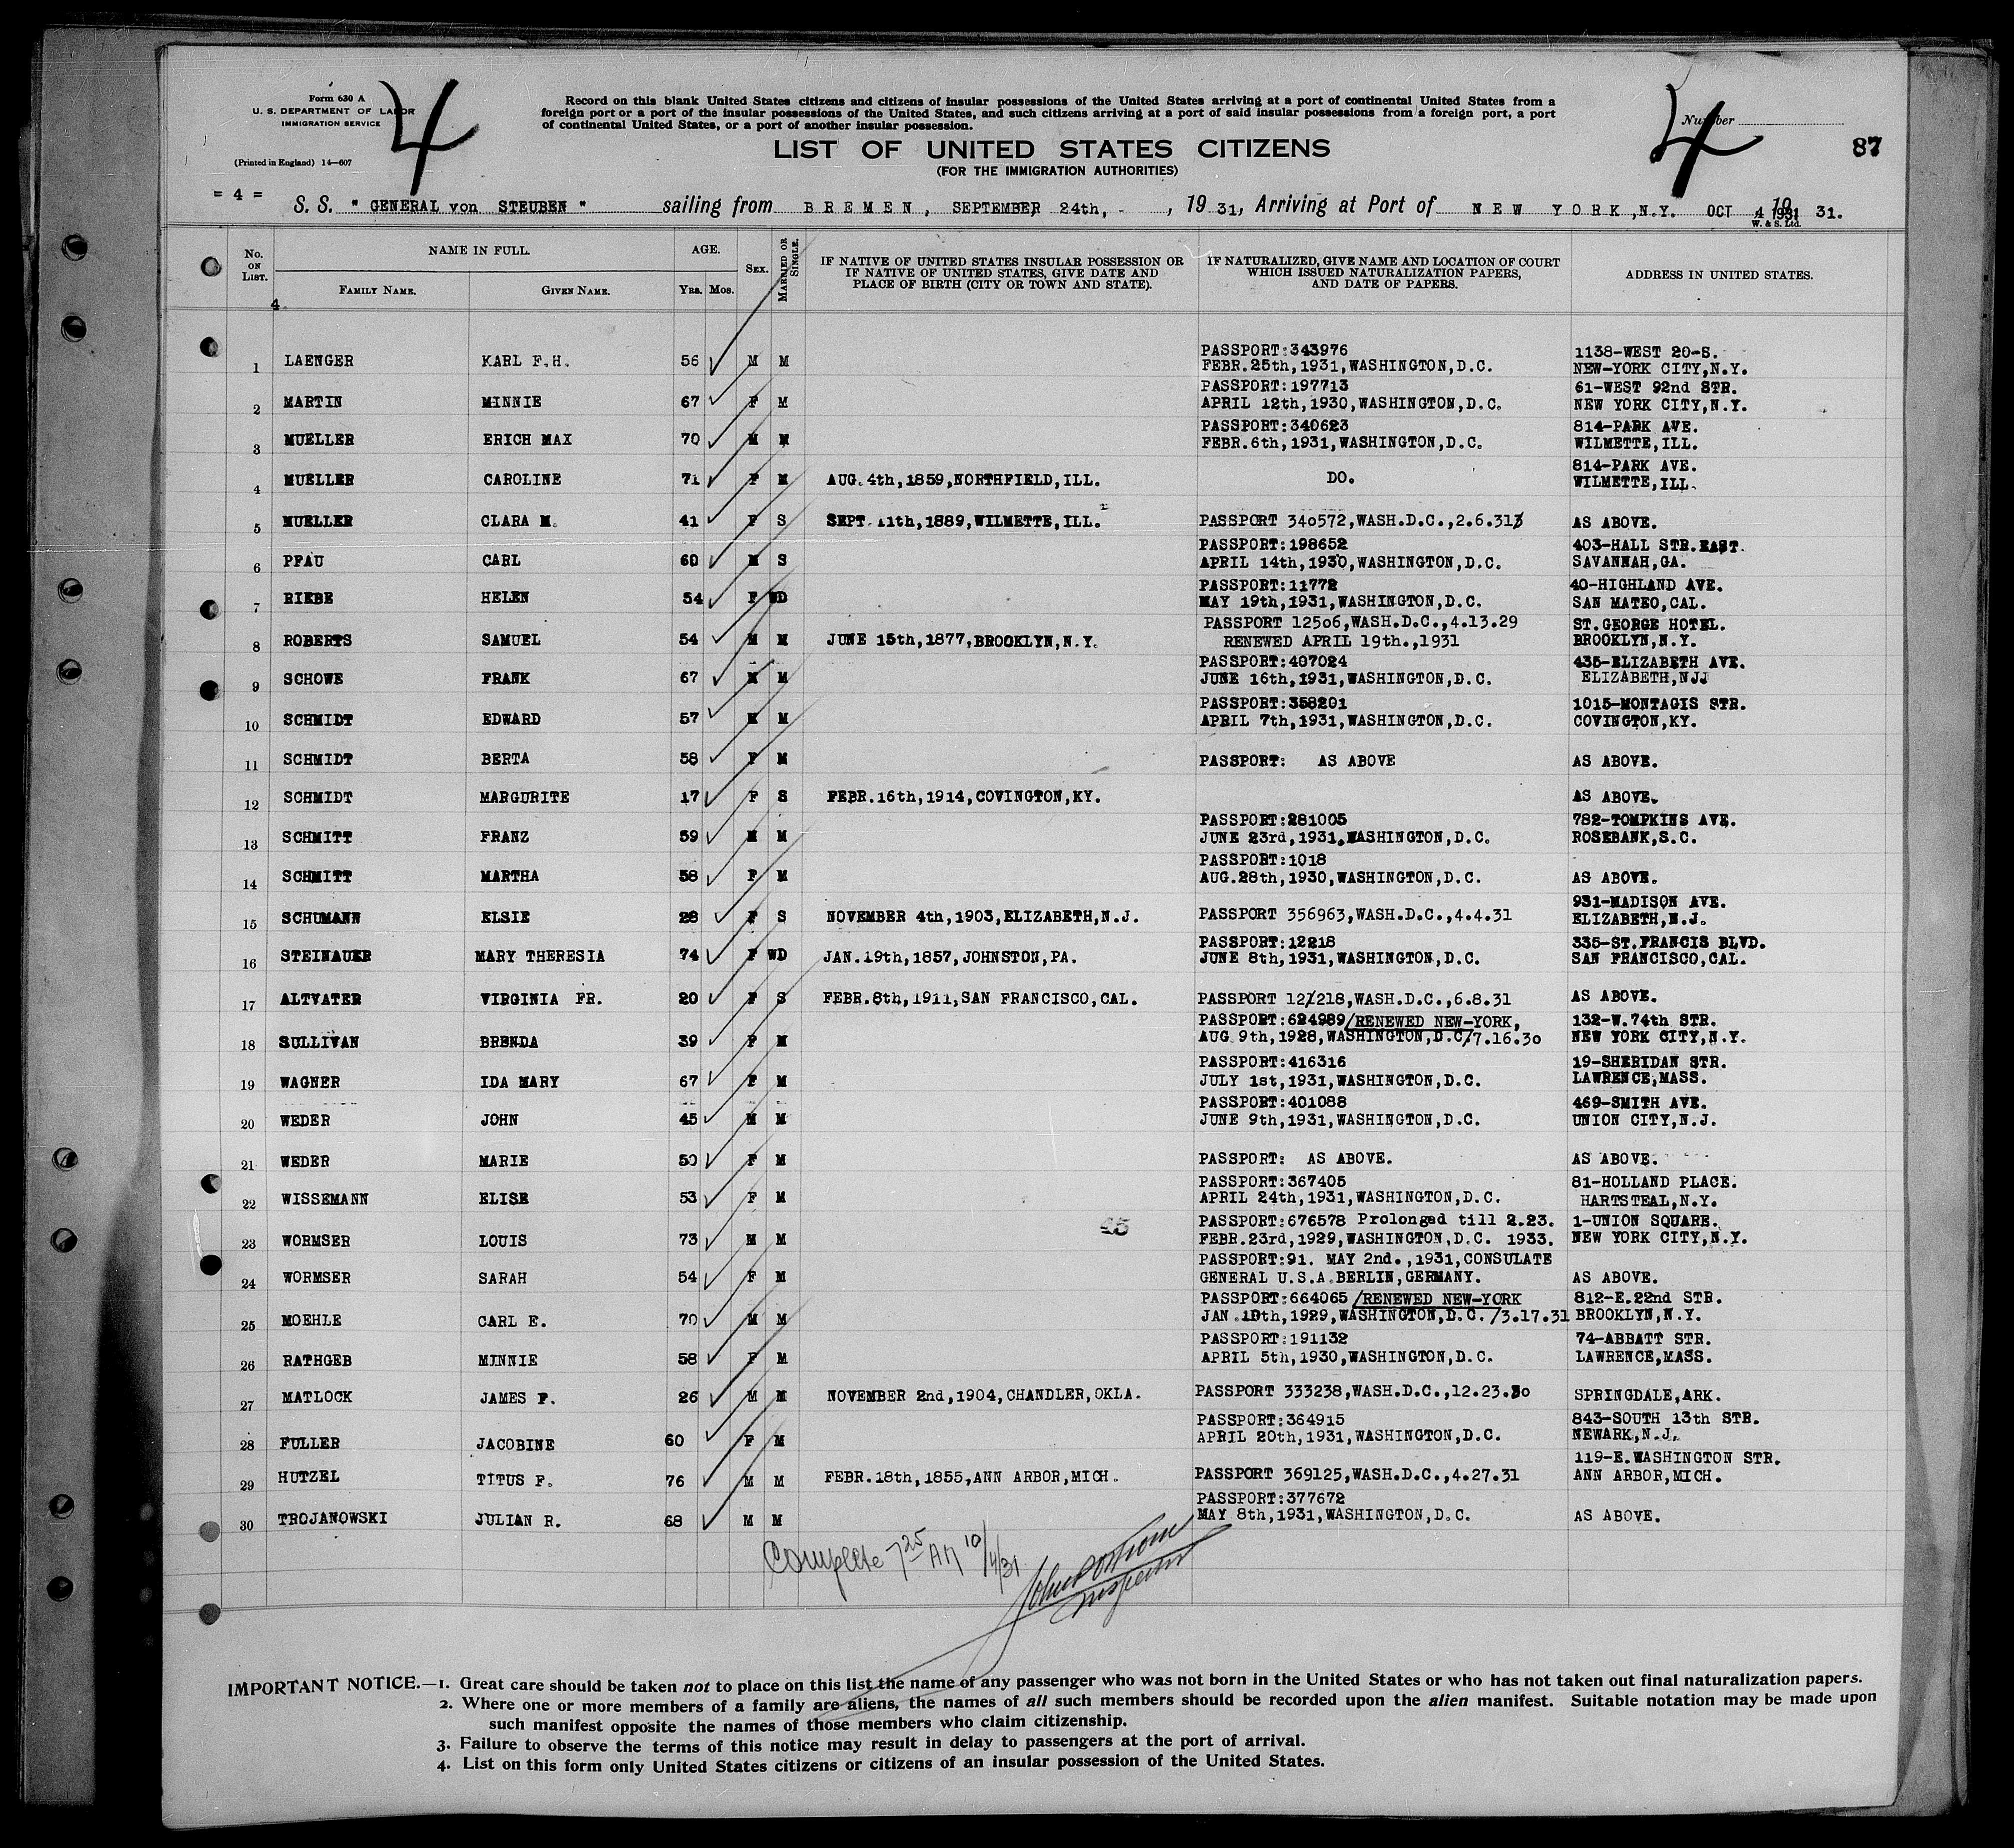 Form 630 A
U. S. DEPARTMENT OF LABOR
IMMIGRATION SERVICE
(Printed in England) 14—607
4
Record on this blank United States citizens and citizens of insular possessions of the United States arriving at a port of continental United States from a
foreign port or a port of the insular possessions of the United States, and such citizens arriving at a port of said insular possessions from a foreign port, a port
of continental United States, or a port of another insular possession.
LIST OF UNITED STATES CITIZENS
(FOR THE IMMIGRATION AUTHORITIES)
Number
4
87
= 4 = S. S. " GENERAL von STEUBEN " sailing from BREMEN, SEPTEMBER 24th, - , 19 31, Arriving at Port of NEW YORK, N.Y. OCT 4 1931 19 31.
W. & S. Ltd.
No. ON LIST. NAME IN FULL. AGE. SEX. MARRIED OR SINGLE. IF NATIVE OF UNITED STATES INSULAR POSSESSION OR IF NATIVE OF UNITED STATES, GIVE DATE AND PLACE OF BIRTH (CITY OR TOWN AND STATE). IF NATURALIZED, GIVE NAME AND LOCATION OF COURT WHICH ISSUED NATURALIZATION PAPERS, AND DATE OF PAPERS. ADDRESS IN UNITED STATES.
FAMILY NAME. GIVEN NAME. YRS. MOS.
4
1 LAENGER KARL F.H. 56 M M PASSPORT:343976 FEBR.25th,1931,WASHINGTON,D.C. 1138-WEST 20-S. NEW-YORK CITY,N.Y.
2 MARTIN MINNIE 67 F M PASSPORT:197713 APRIL 12th,1930,WASHINGTON,D.C. 61-WEST 92nd STR. NEW YORK CITY,N.Y.
3 MUELLER ERICH MAX 70 M M PASSPORT:340623 FEBR.6th,1931,WASHINGTON,D.C. 814-PARK AVE. WILMETTE,ILL.
4 MUELLER CAROLINE 71 F M AUG.4th,1859,NORTHFIELD,ILL. DO. 814-PARK AVE. WILMETTE,ILL.
5 MUELLER CLARA M. 41 F S SEPT.11th,1889,WILMETTE,ILL. PASSPORT 340572,WASH.D.C.,2.6.31 AS ABOVE.
6 PFAU CARL 60 M S PASSPORT:198652 APRIL 14th,1930,WASHINGTON,D.C. 403-HALL STR.EAST. SAVANNAH,GA.
7 RIEBE HELEN 54 F WD PASSPORT:11772 MAY 19th,1931,WASHINGTON,D.C. 40-HIGHLAND AVE. SAN MATEO,CAL.
8 ROBERTS SAMUEL 54 M M JUNE 15th,1877,BROOKLYN,N.Y. PASSPORT 12506,WASH.D.C.,4.13.29 RENEWED APRIL 19th.,1931 ST.GEORGE HOTEL. BROOKLYN,N.Y.
9 SCHOWE FRANK 67 M M PASSPORT:407024 JUNE 16th,1931,WASHINGTON,D.C. 435-ELIZABETH AVE. ELIZABETH,NJJ
10 SCHMIDT EDWARD 57 M M PASSPORT:358201 APRIL 7th,1931,WASHINGTON,D.C. 1015-MONTAGIS STR. COVINGTON,KY.
11 SCHMIDT BERTA 58 F M PASSPORT: AS ABOVE AS ABOVE.
12 SCHMIDT MARGURITE 17 F S FEBR.16th,1914,COVINGTON,KY. AS ABOVE.
13 SCHMITT FRANZ 59 M M PASSPORT:281005 JUNE 23rd,1931.WASHINGTON,D.C. 782-TOMPKINS AVE. ROSEBANK,S.C.
14 SCHMITT MARTHA 58 F M PASSPORT:1018 AUG.28th,1930,WASHINGTON,D.C. AS ABOVE.
15 SCHUMANN ELSIE 28 F S NOVEMBER 4th,1903,ELIZABETH,N.J. PASSPORT 356963,WASH.D.C.,4.4.31 931-MADISON AVE. ELIZABETH,N.J.
16 STEINAUER MARY THERESIA 74 F WD JAN.19th,1857,JOHNSTON,PA. PASSPORT:12218 JUNE 8th,1931,WASHINGTON,D.C. 335-ST.FRANCIS BLVD. SAN FRANCISCO,CAL.
17 ALTVATER VIRGINIA FR. 20 F S FEBR.8th,1911,SAN FRANCISCO,CAL. PASSPORT 12/218,WASH.D.C.,6.8.31 AS ABOVE.
18 SULLIVAN BRENDA 39 F M PASSPORT:624989/RENEWED NEW-YORK, AUG 9th,1928,WASHINGTON,D.C/7.16.30 132-W.74th STR. NEW YORK CITY,N.Y.
19 WAGNER IDA MARY 67 F M PASSPORT:416316 JULY 1st,1931,WASHINGTON,D.C. 19-SHERIDAN STR. LAWRENCE,MASS.
20 WEDER JOHN 45 M M PASSPORT:401088 JUNE 9th,1931,WASHINGTON,D.C. 469-SMITH AVE. UNION CITY,N.J.
21 WEDER MARIE 50 F M PASSPORT: AS ABOVE. AS ABOVE.
22 WISSEMANN ELISE 53 F M PASSPORT:367405 APRIL 24th,1931,WASHINGTON,D.C. 81-HOLLAND PLACE. HARTSTEAL,N.Y.
23 WORMSER LOUIS 73 M M PASSPORT:676578 Prolonged till 2.23. FEBR.23rd,1929,WASHINGTON,D.C. 1933. 1-UNION SQUARE. NEW YORK CITY,N.Y.
24 WORMSER SARAH 54 F M PASSPORT:91. MAY 2nd.,1931,CONSULATE GENERAL U.S.A.BERLIN,GERMANY. AS ABOVE.
25 MOEHLE CARL E. 70 M M PASSPORT:664065 /RENEWED NEW-YORK JAN.10th,1929,WASHINGTON,D.C./3.17.31 812-E.22nd STR. BROOKLYN,N.Y.
26 RATHGEB MINNIE 58 F M PASSPORT:191132 APRIL 5th,1930,WASHINGTON,D.C. 74-ABBATT STR. LAWRENCE,MASS.
27 MATLOCK JAMES F. 26 M M NOVEMBER 2nd,1904,CHANDLER,OKLA. PASSPORT 333238,WASH.D.C.,12.23.30 SPRINGDALE,ARK.
28 FULLER JACOBINE 60 F M PASSPORT:364915 APRIL 20th,1931,WASHINGTON,D.C. 843-SOUTH 13th STR. NEWARK,N.J.
29 HUTZEL TITUS F. 76 M M FEBR.18th,1855,ANN ARBOR,MICH. PASSPORT 369125,WASH.D.C.,4.27.31 119-E.WASHINGTON STR. ANN ARBOR,MICH.
30 TROJANOWSKI JULIAN R. 68 M M PASSPORT:377672 MAY 8th,1931,WASHINGTON,D.C. AS ABOVE.
Complete 7 25 AM 10/4/31
Inspector
IMPORTANT NOTICE.—1. Great care should be taken not to place on this list the name of any passenger who was not born in the United States or who has not taken out final naturalization papers.
2. Where one or more members of a family are aliens, the names of all such members should be recorded upon the alien manifest. Suitable notation may be made upon
such manifest opposite the names of those members who claim citizenship.
3. Failure to observe the terms of this notice may result in delay to passengers at the port of arrival.
4. List on this form only United States citizens or citizens of an insular possession of the United States.